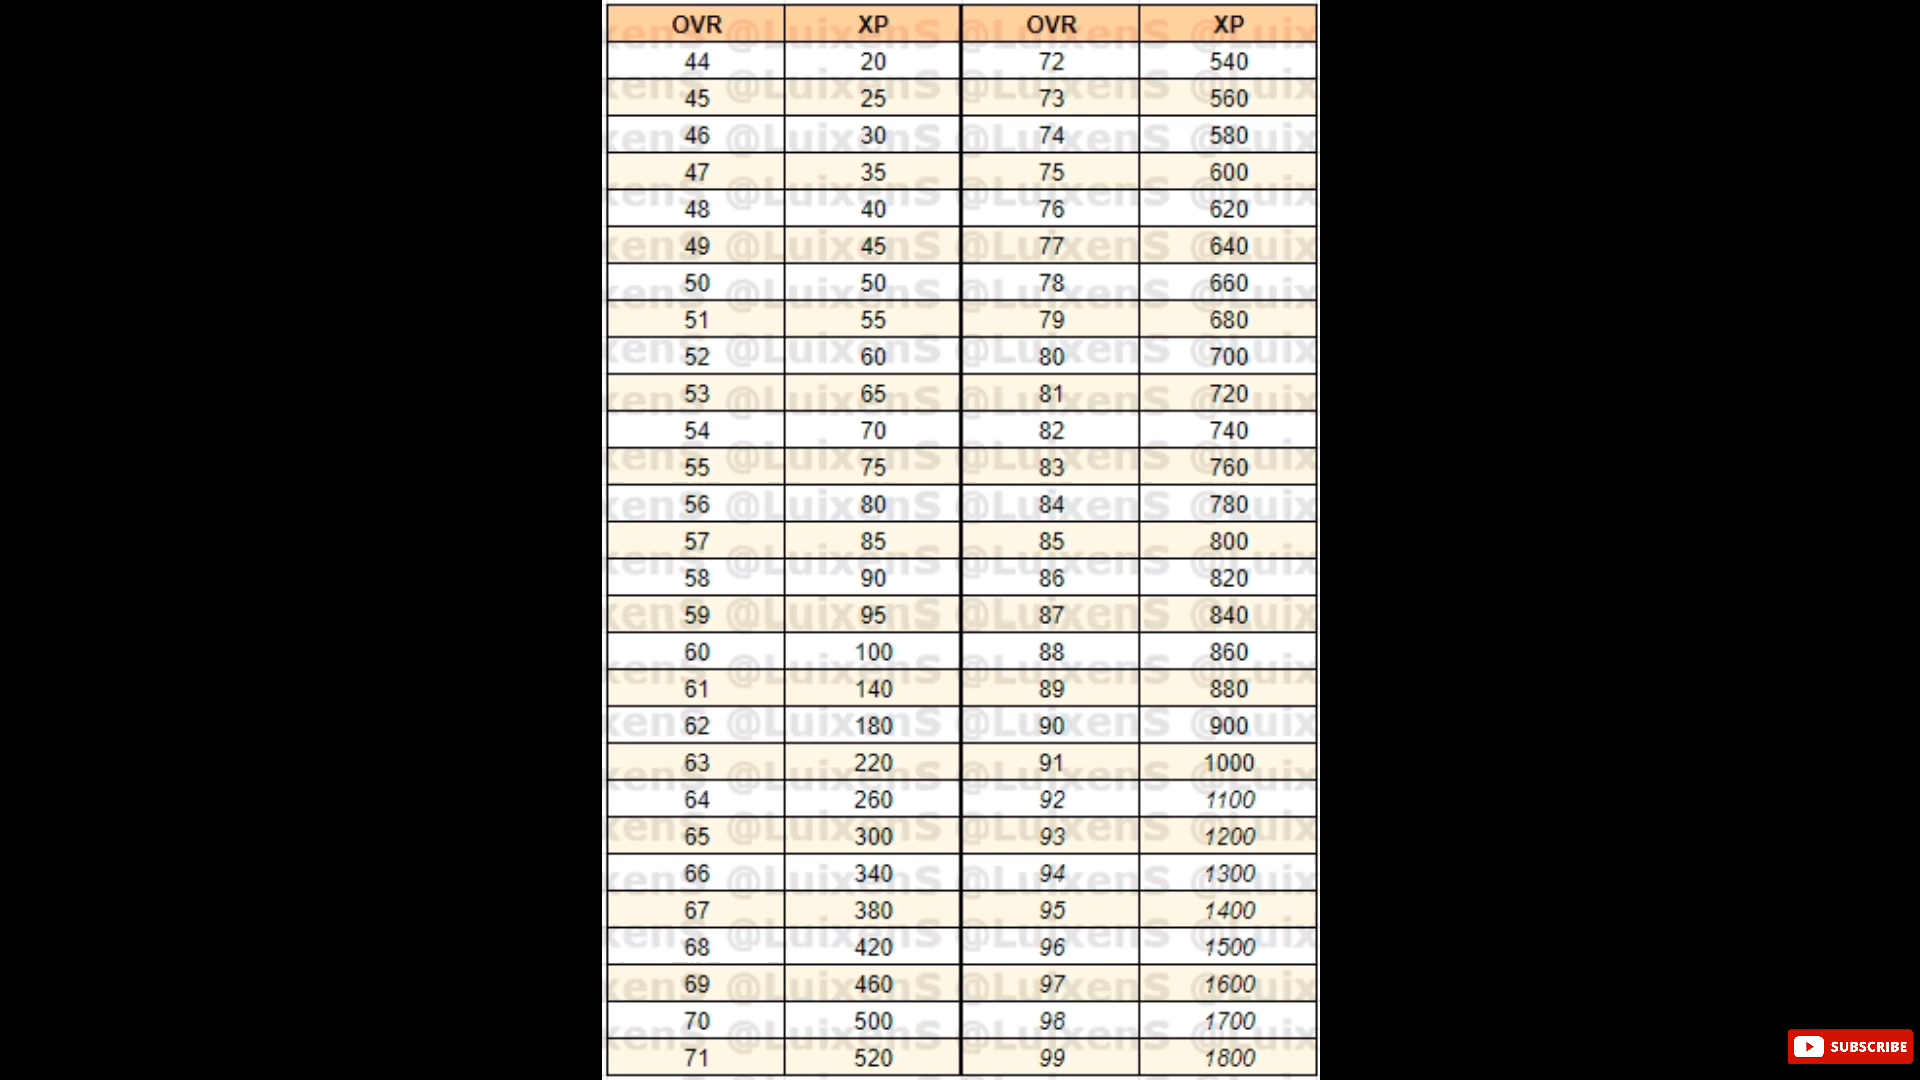 OVR XP OVR XP
44 20 72 540
45 25 73 560
46 30 74 580
47 35 75 600
48 40 76 620
49 45 77 640
50 50 78 660
51 55 79 680
52 60 80 700
53 65 81 720
54 70 82 740
55 75 83 760
56 80 84 780
57 85 85 800
58 90 86 820
59 95 87 840
60 100 88 860
61 140 89 880
62 180 90 900
63 220 91 1000
64 260 92 1100
65 300 93 1200
66 340 94 1300
67 380 95 1400
68 420 96 1500
69 460 97 1600
70 500 98 1700
71 520 99 1800
@LuixenS @LuixenS
SUBSCRIBE